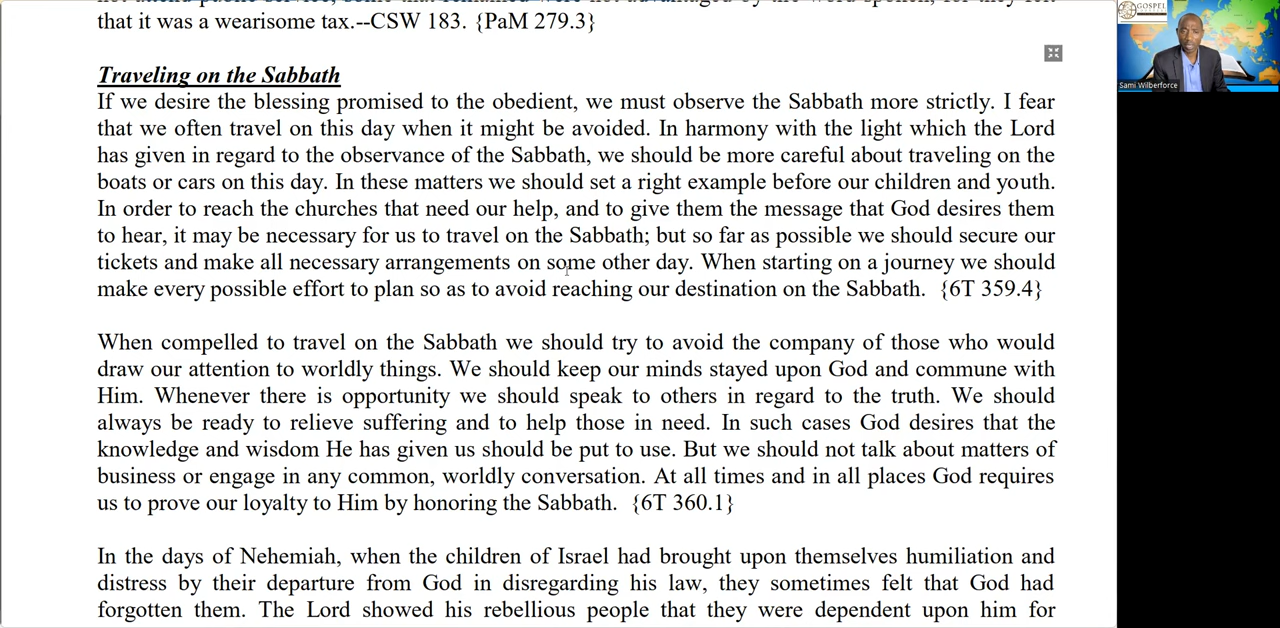 that it was a wearisome tax.--CSW 183. {PaM 279.3}
Traveling on the Sabbath
If we desire the blessing promised to the obedient, we must observe the Sabbath more strictly. I fear
that we often travel on this day when it might be avoided. In harmony with the light which the Lord
has given in regard to the observance of the Sabbath, we should be more careful about traveling on the
boats or cars on this day. In these matters we should set a right example before our children and youth.
In order to reach the churches that need our help, and to give them the message that God desires them
to hear, it may be necessary for us to travel on the Sabbath; but so far as possible we should secure our
tickets and make all necessary arrangements on some other day. When starting on a journey we should
make every possible effort to plan so as to avoid reaching our destination on the Sabbath. {6T 359.4}
When compelled to travel on the Sabbath we should try to avoid the company of those who would
draw our attention to worldly things. We should keep our minds stayed upon God and commune with
Him. Whenever there is opportunity we should speak to others in regard to the truth. We should
always be ready to relieve suffering and to help those in need. In such cases God desires that the
knowledge and wisdom He has given us should be put to use. But we should not talk about matters of
business or engage in any common, worldly conversation. At all times and in all places God requires
us to prove our loyalty to Him by honoring the Sabbath. {6T 360.1}
In the days of Nehemiah, when the children of Israel had brought upon themselves humiliation and
distress by their departure from God in disregarding his law, they sometimes felt that God had
forgotten them. The Lord showed his rebellious people that they were dependent upon him for
GOSPEL
Sami Wilberforce